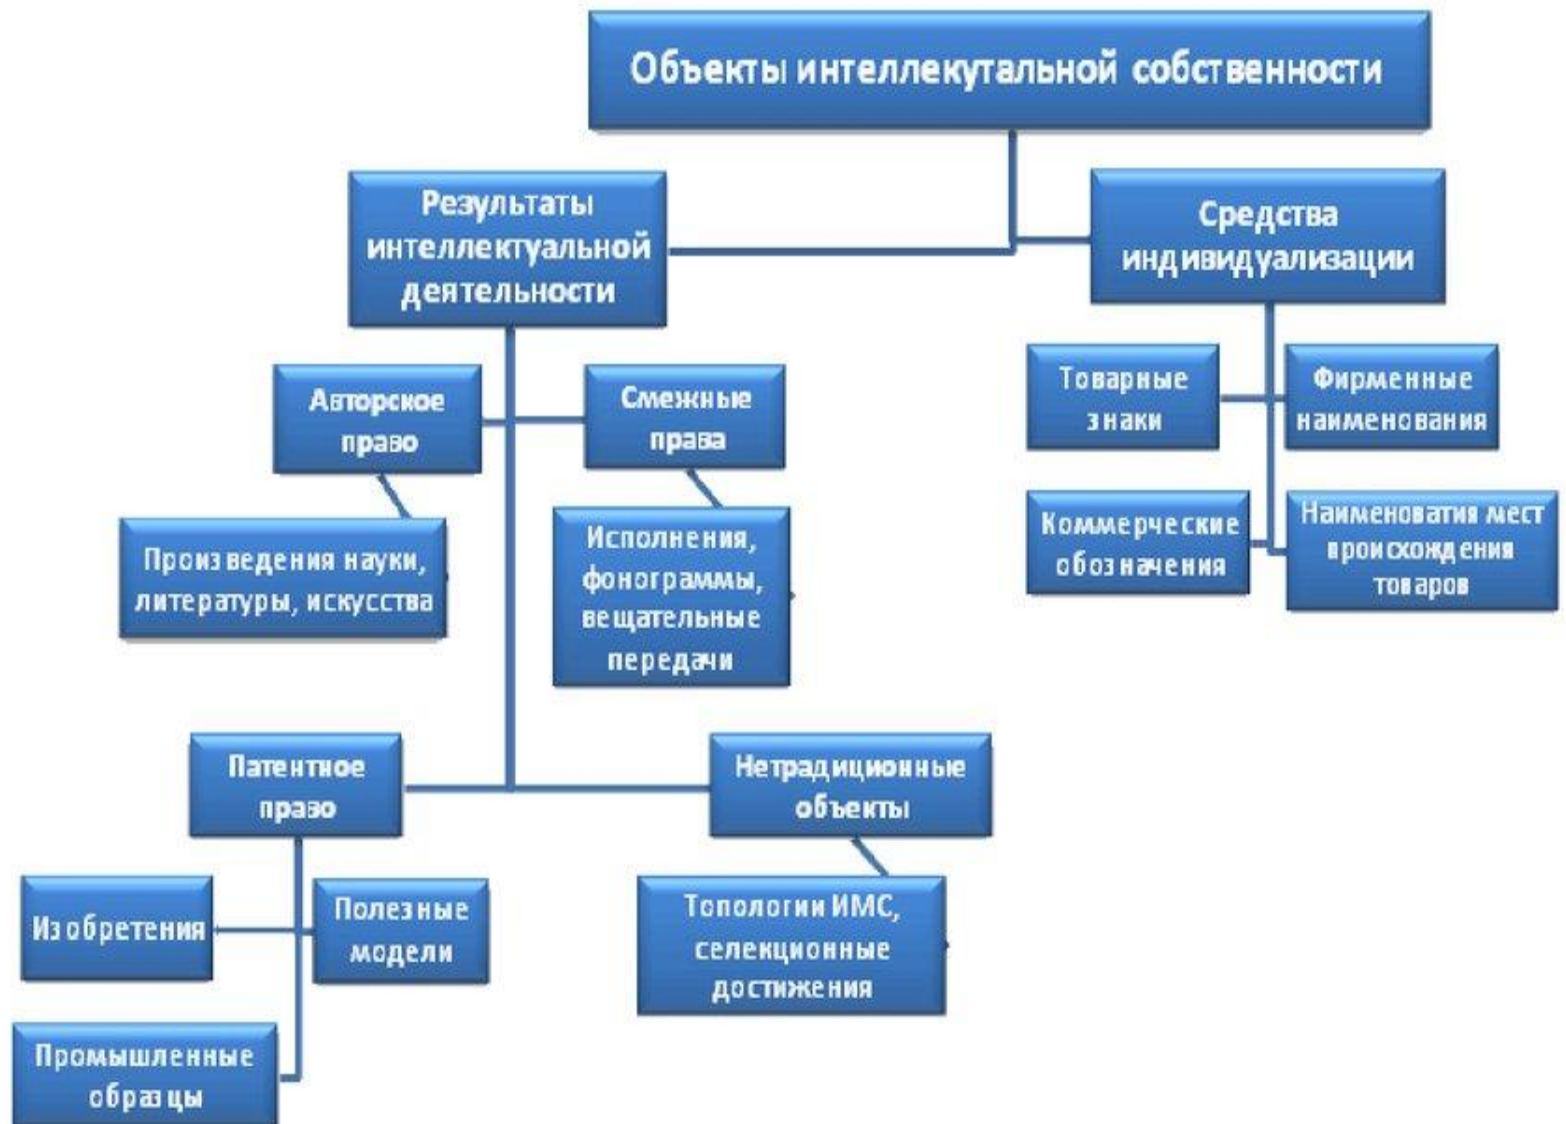 Объекты интеллекутальной собственности
Результаты
интеллектуальной
деятельности
Средства
индивидуализации
Авторское
право
Смежные
права
Товарные
знаки
Фирменные
наименования
Произведения науки,
литературы, искусства
Исполнения,
фонограммы,
вещательные
передачи
Коммерческие
обозначения
Наименоватия мест
происхождения
товаров
Патентное
право
Нетрадиционные
объекты
Изобретения
Полезные
модели
Топологии ИМС,
селекционные
достижения
Промышленные
образцы